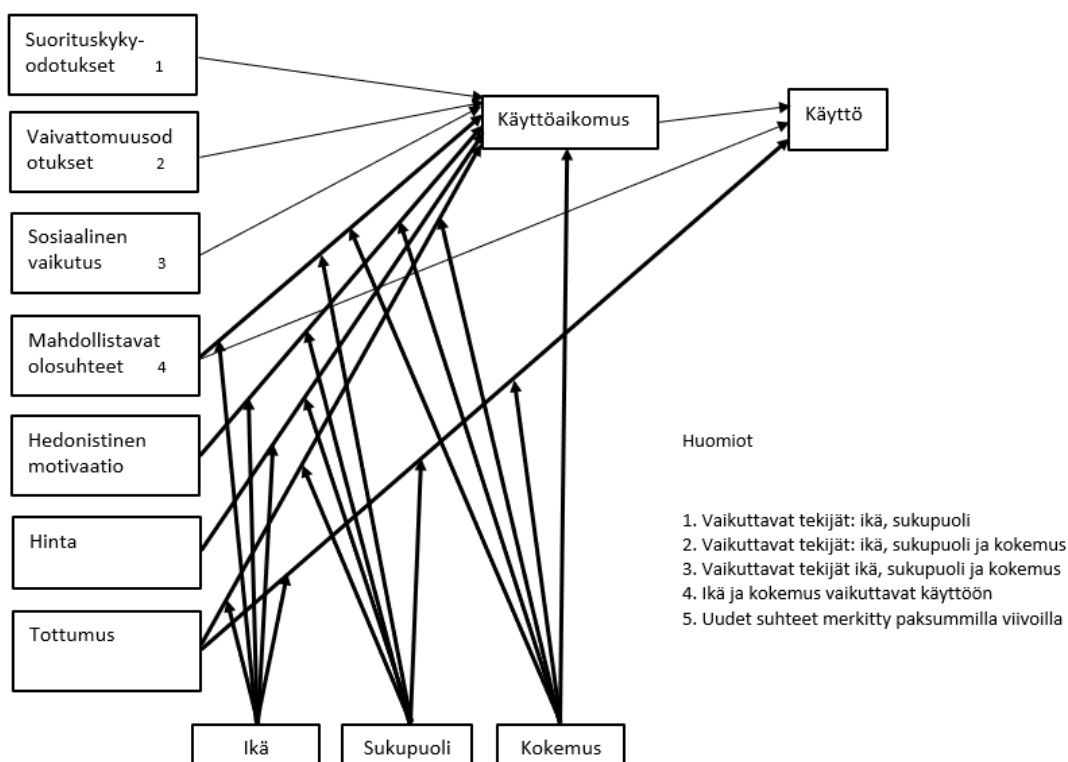 Suorituskyky-
odotukset 1
Vaivattomuusod
otukset 2
Sosiaalinen
vaikutus 3
Mahdollistavat
olosuhteet 4
Hedonistinen
motivaatio
Hinta
Tottumus
Käyttöaikomus
Käyttö
Ikä
Sukupuoli
Kokemus
Huomiot
1. Vaikuttavat tekijät: ikä, sukupuoli
2. Vaikuttavat tekijät: ikä, sukupuoli ja kokemus
3. Vaikuttavat tekijät ikä, sukupuoli ja kokemus
4. Ikä ja kokemus vaikuttavat käyttöön
5. Uudet suhteet merkitty paksummilla viivoilla